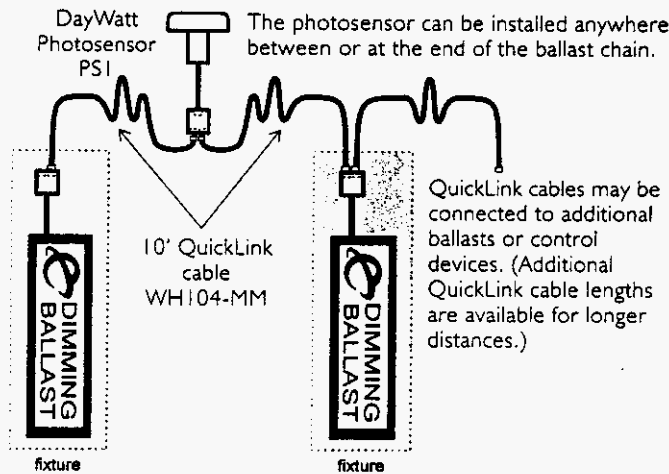 DayWatt
Photosensor
PS1
The photosensor can be installed anywhere
between or at the end of the ballast chain.
10' QuickLink
cable
WH104-MM
QuickLink cables may be
connected to additional
ballasts or control
devices. (Additional
QuickLink cable lengths
are available for longer
distances.)
DIMMING
BALLAST
fixture
DIMMING
BALLAST
fixture